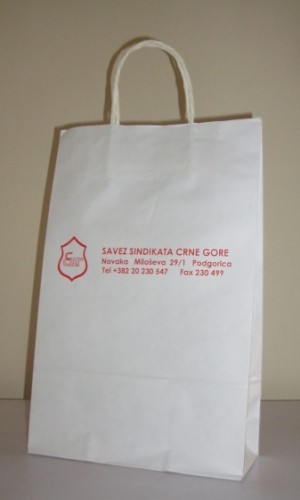 SAVEZ SINDIKATA CRNE GORE
Novaka Miloševa 29/1 Podgorica
Tel +382 20 230 547 Fax 230 499